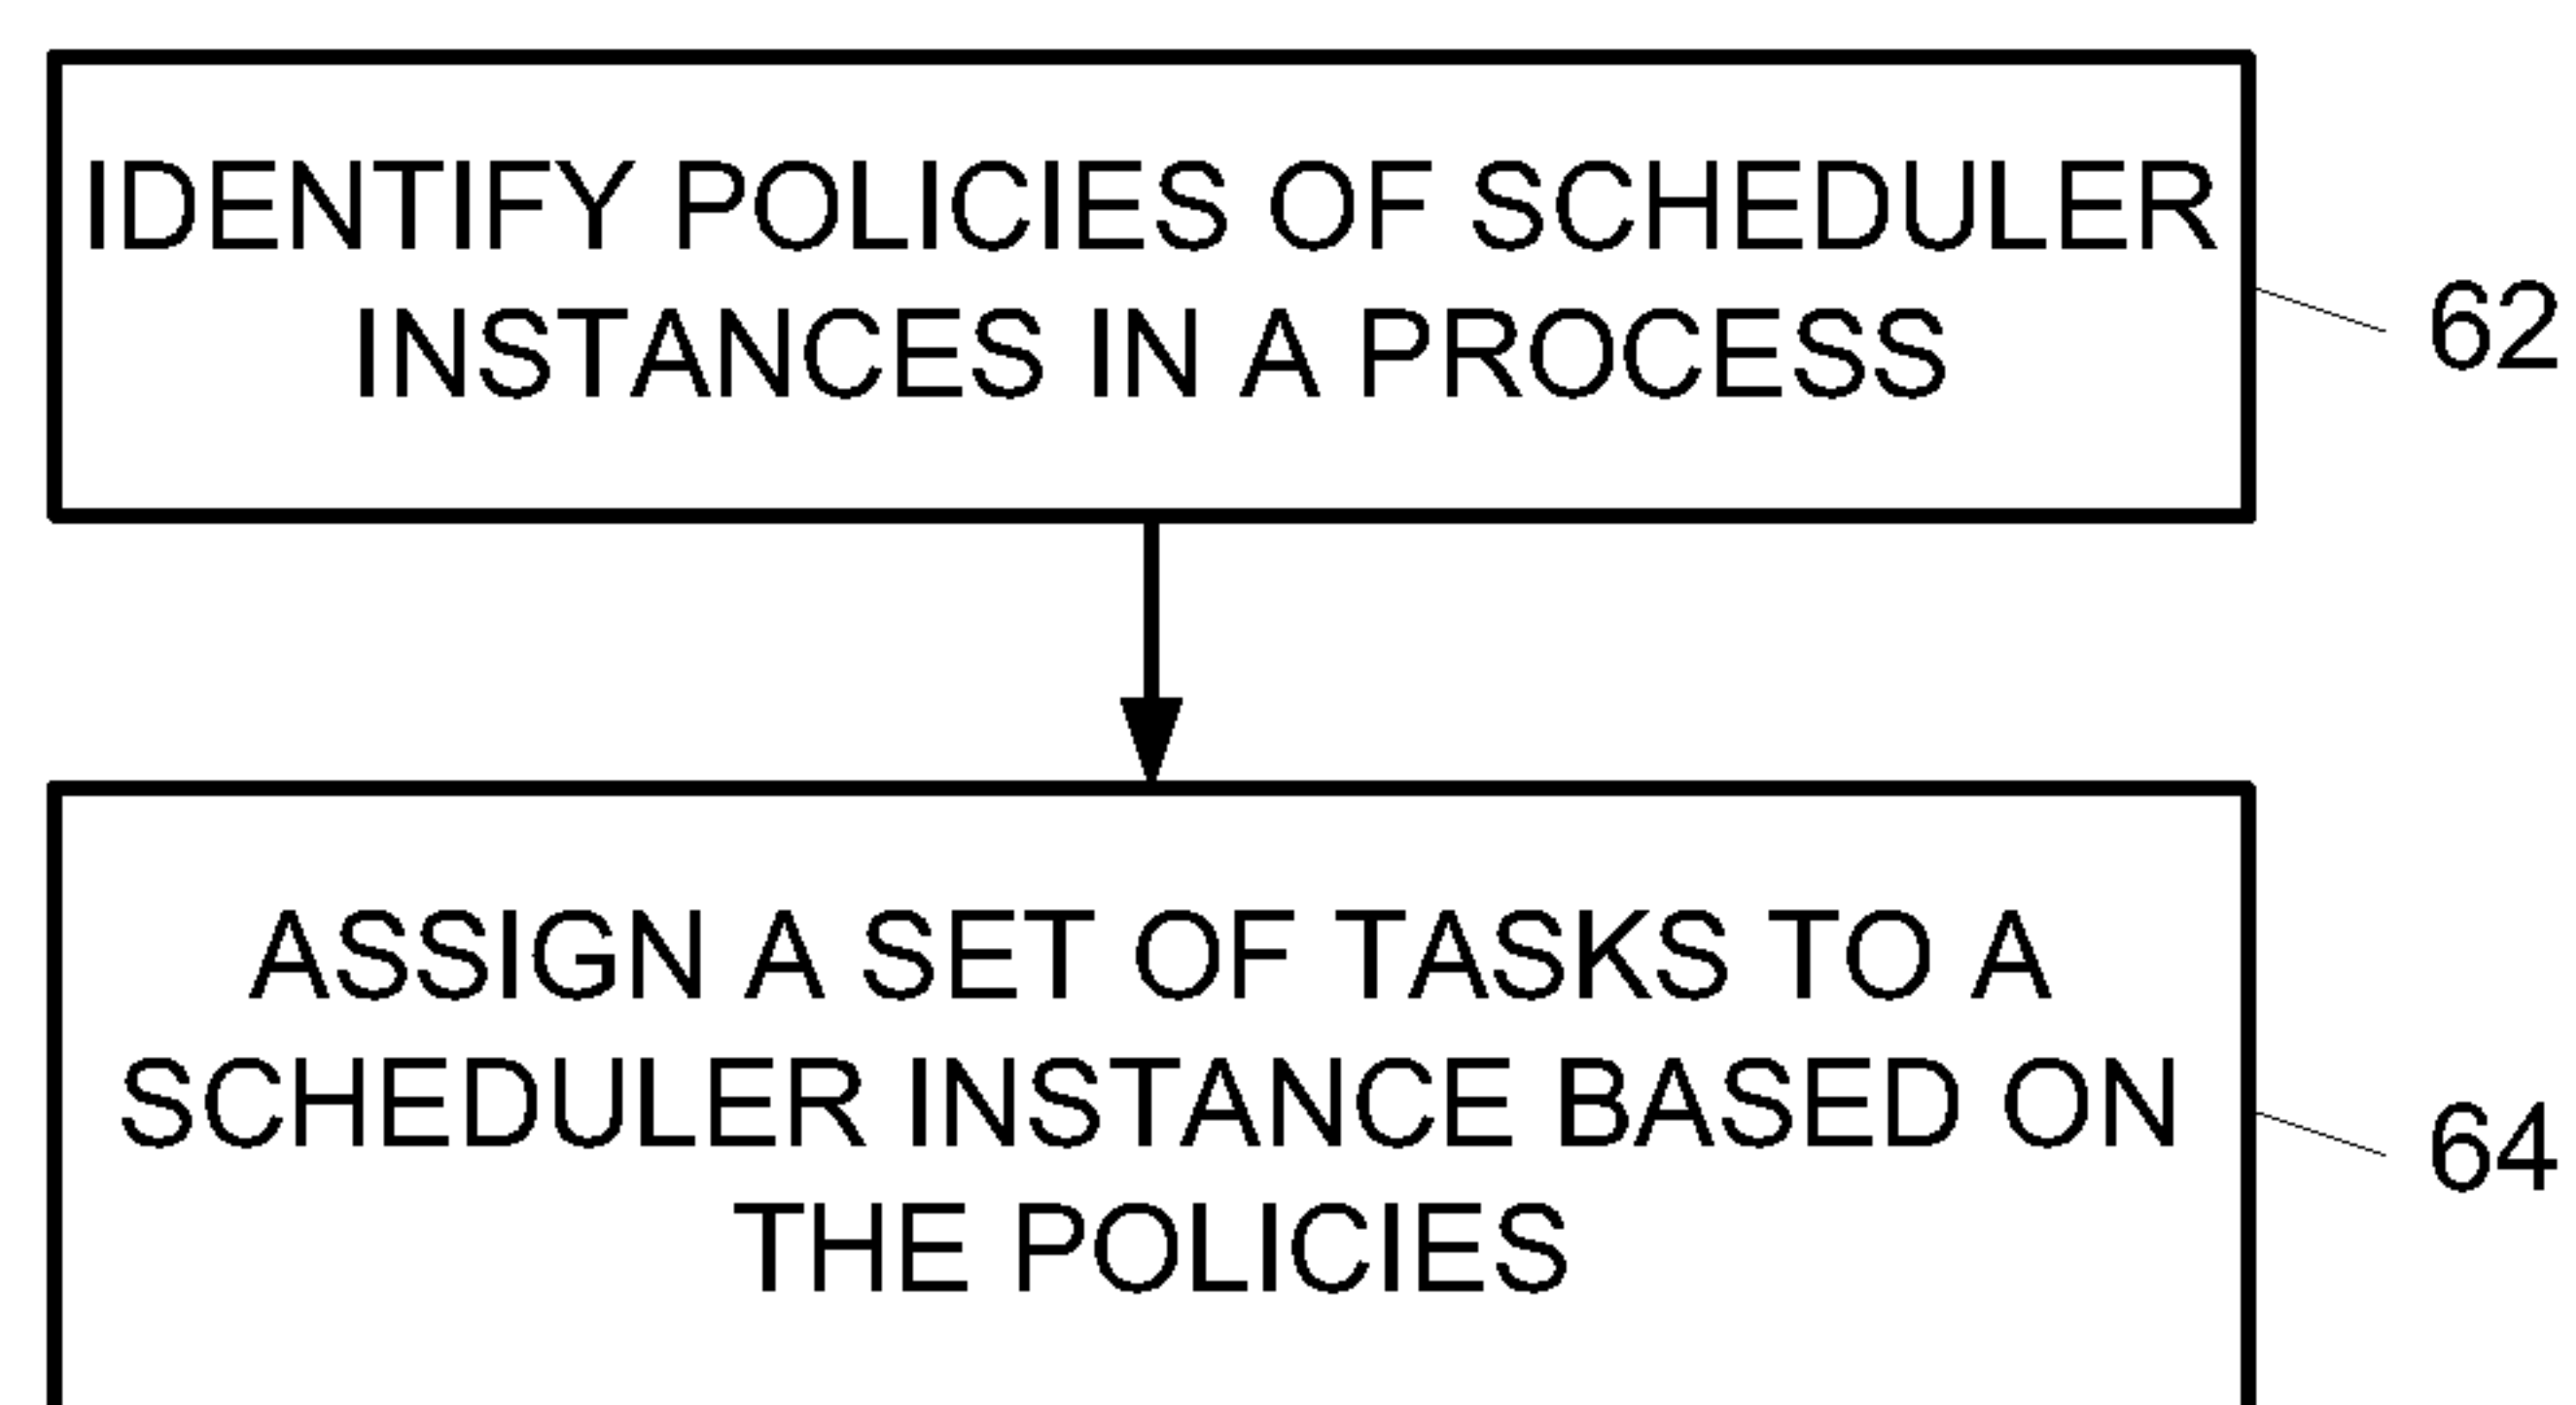 IDENTIFY POLICIES OF SCHEDULER
INSTANCES IN A PROCESS
62
ASSIGN A SET OF TASKS TO A
SCHEDULER INSTANCE BASED ON
THE POLICIES
64